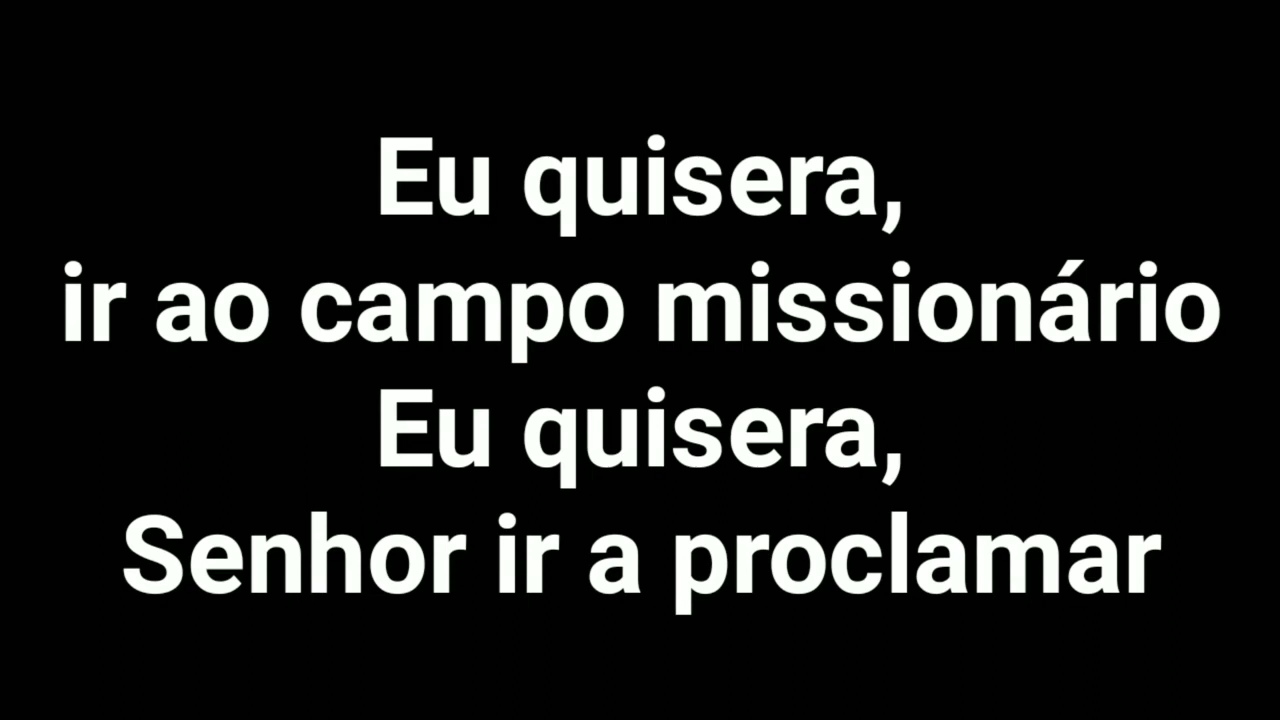 Eu quisera,
ir ao campo missionário
Eu quisera,
Senhor ir a proclamar